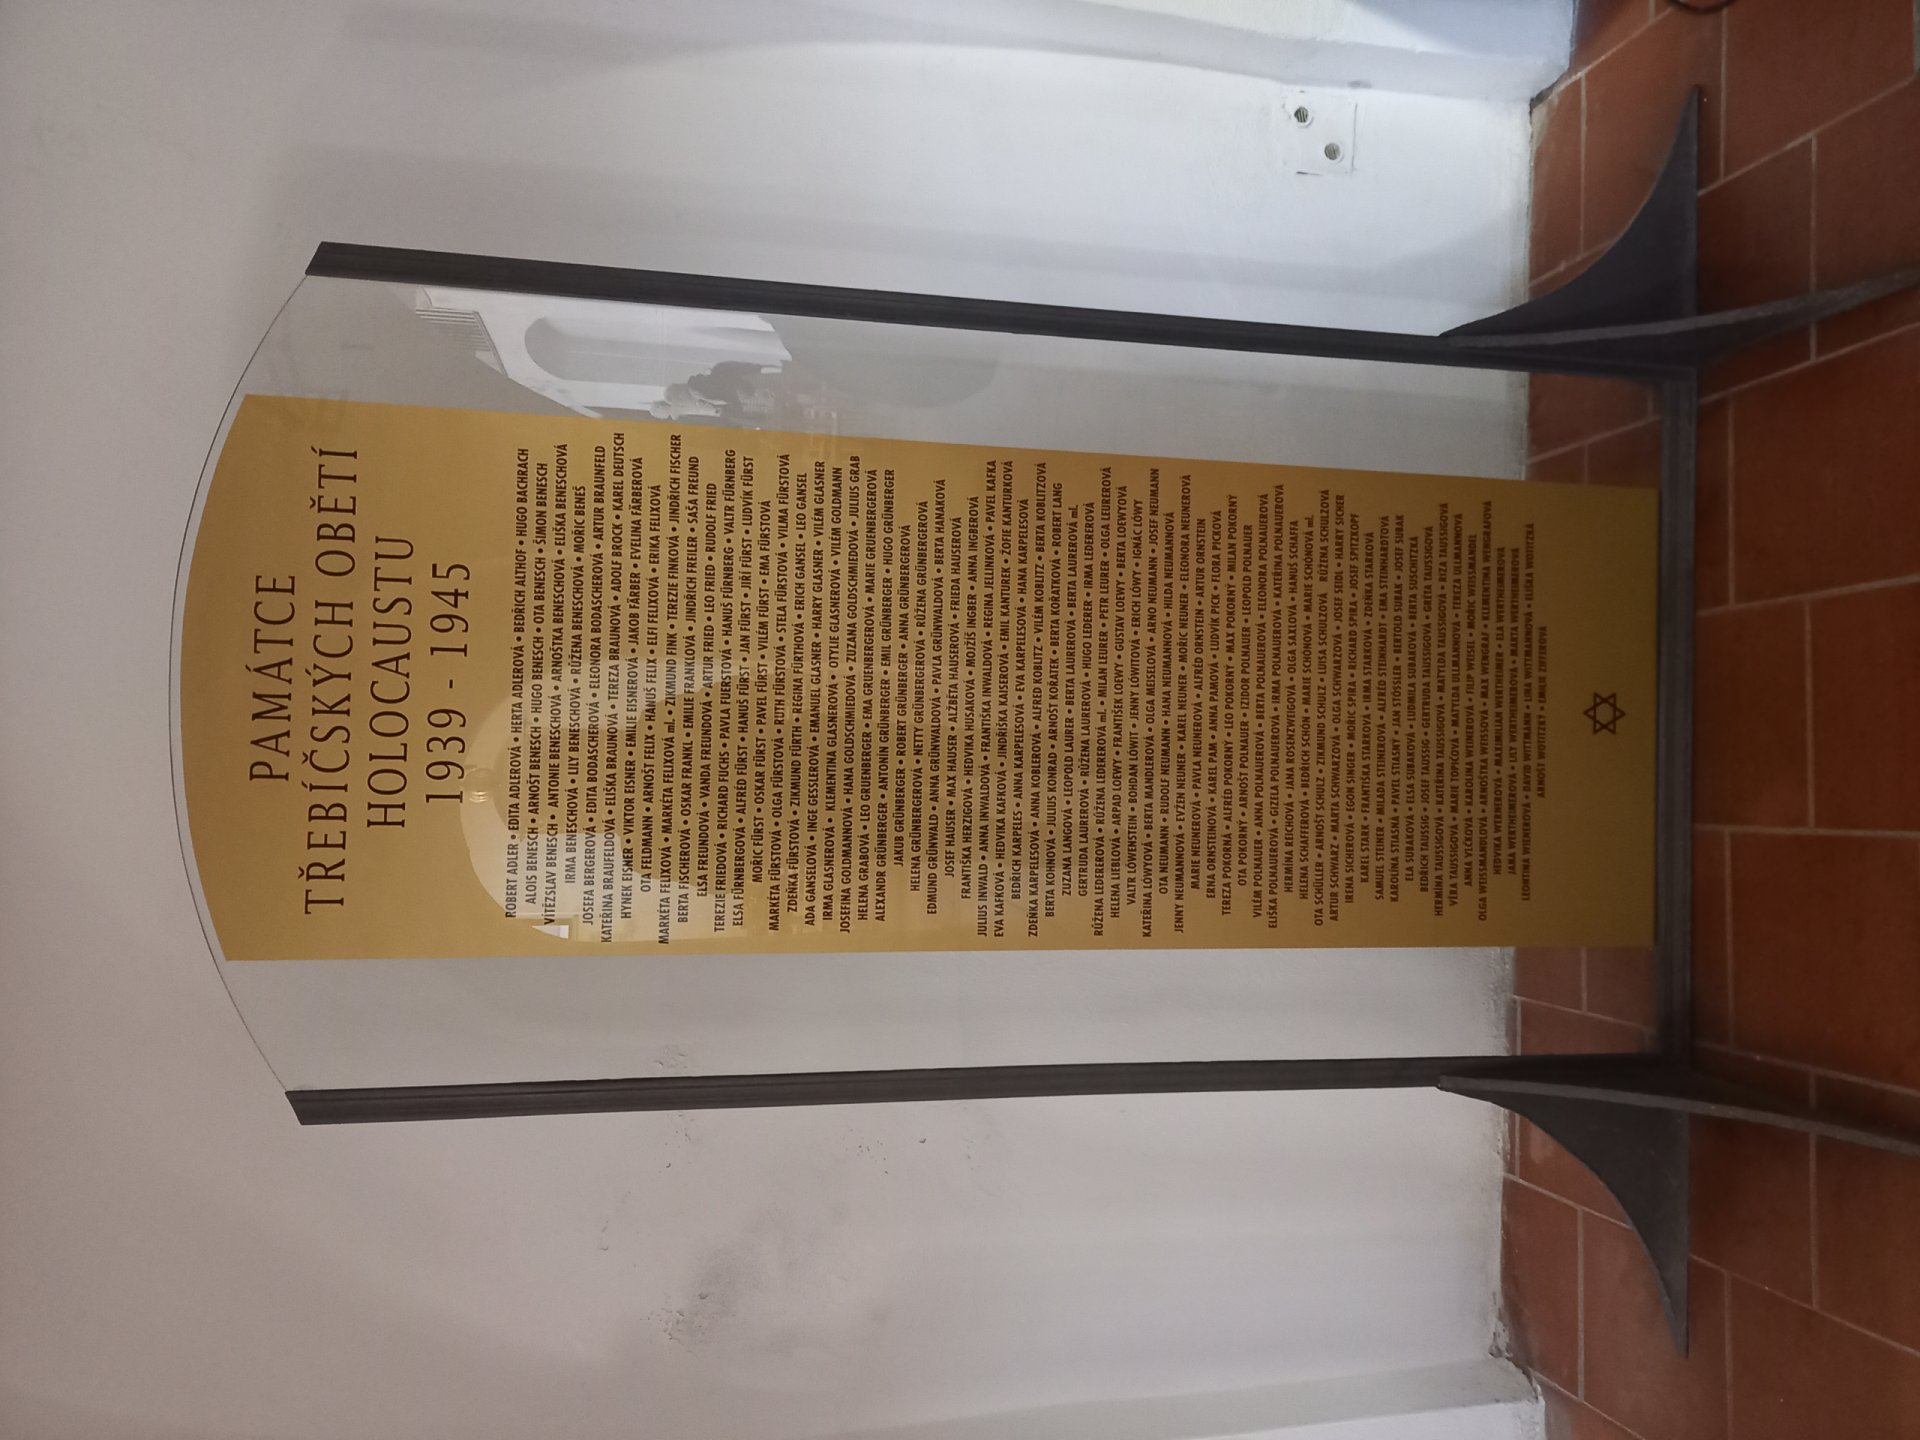 PAMÁTCE
TŘEBÍČSKÝCH OBĚTÍ
HOLOCAUSTU
1939 - 1945
ROBERT ADLER • EDITA ADLEROVÁ • HERTA ADLEROVÁ • BEDŘICH ALTHOF • HUGO BACHRACH
ALOIS BENESCH • ARNOŠT BENESCH • HUGO BENESCH • OTA BENESCH • ŠIMON BENESCH
VÍTĚZSLAV BENESCH • ANTONIE BENESCHOVÁ • ARNOŠTKA BENESCHOVÁ • ELIŠKA BENESCHOVÁ
IRMA BENESCHOVÁ • LILY BENESCHOVÁ • RŮŽENA BENESCHOVÁ • MOŘIC BENEŠ
JOSEFA BERGEROVÁ • EDITA BODASCHEROVÁ • ELEONORA BODASCHEROVÁ • ARTUR BRAUNFELD
KATEŘINA BRAUFELDOVÁ • ELIŠKA BRAUNOVÁ • TEREZA BRAUNOVÁ • ADOLF BROCK • KAREL DEUTSCH
HYNEK EISNER • VIKTOR EISNER • EMILIE EISNEROVÁ • JAKOB FÄRBER • EVELINA FÄRBEROVÁ
OTA FELDMANN • ARNOŠT FELIX • HANUŠ FELIX • ELFI FELIXOVÁ • ERIKA FELIXOVÁ
MARKÉTA FELIXOVÁ • MARKÉTA FELIXOVÁ ml. • ZIKMUND FINK • TEREZIE FINKOVÁ • JINDŘICH FISCHER
BERTA FISCHEROVÁ • OSKAR FRANKL • EMILIE FRANKLOVÁ • JINDŘICH FREILER • SAŠA FREUND
ELSA FREUNDOVÁ • VANDA FREUNDOVÁ • ARTUR FRIED • LEO FRIED • RUDOLF FRIED
TEREZIE FRIEDOVÁ • RICHARD FUCHS • PAVLA FUERSTOVÁ • HANUŠ FÜRNBERG • VALTR FÜRNBERG
ELSA FÜRNBERGOVÁ • ALFRÉD FÜRST • HANUŠ FÜRST • JAN FÜRST • JIŘÍ FÜRST • LUDVÍK FÜRST
MOŘIC FÜRST • OSKAR FÜRST • PAVEL FÜRST • VILÉM FÜRST • EMA FÜRSTOVÁ
MARKÉTA FÜRSTOVÁ • OLGA FÜRSTOVÁ • RUTH FÜRSTOVÁ • STELA FÜRSTOVÁ • VILMA FÜRSTOVÁ
ZDEŇKA FÜRSTOVÁ • ZIKMUND FÜRTH • REGINA FÜRTHOVÁ • ERICH GANSEL • LEO GANSEL
ADA GANSELOVÁ • INGE GESSLEROVÁ • EMANUEL GLASNER • HARRY GLASNER • VILÉM GLASNER
IRMA GLASNEROVÁ • KLEMENTINA GLASNEROVÁ • OTYLIE GLASNEROVÁ • VILÉM GOLDMANN
JOSEFINA GOLDMANNOVÁ • HANA GOLDSCHMIEDOVÁ • ZUZANA GOLDSCHMIEDOVÁ • JULIUS GRAB
HELENA GRABOVÁ • LEO GRUENBERGER • EMA GRUENBERGEROVÁ • MARIE GRUENBERGEROVÁ
ALEXANDR GRÜNBERGER • ANTONÍN GRÜNBERGER • EMIL GRÜNBERGER • HUGO GRÜNBERGER
JAKUB GRÜNBERGER • ROBERT GRÜNBERGER • ANNA GRÜNBERGEROVÁ
HELENA GRÜNBERGEROVÁ • NETTY GRÜNBERGEROVÁ • RŮŽENA GRÜNBERGEROVÁ
EDMUND GRÜNWALD • ANNA GRÜNWALDOVÁ • PAVLA GRÜNWALDOVÁ • BERTA HANAKOVÁ
JOSEF HAUSER • MAX HAUSER • ALŽBĚTA HAUSEROVÁ • FRIEDA HAUSEROVÁ
FRANTIŠKA HERZIGOVÁ • HEDVIKA HUSAKOVÁ • MOJŽÍŠ INGBER • ANNA INGBEROVÁ
JULIUS INWALD • ANNA INWALDOVÁ • FRANTIŠKA INWALDOVÁ • REGINA JELLINKOVÁ • PAVEL KAFKA
EVA KAFKOVÁ • HEDVIKA KAFKOVÁ • JINDŘIŠKA KAISEROVÁ • EMIL KANTUREK • ŽOFIE KANTURKOVÁ
BEDŘICH KARPELES • ANNA KARPELESOVÁ • EVA KARPELESOVÁ • HANA KARPELESOVÁ
ZDEŇKA KARPELESOVÁ • ANNA KOBLEROVÁ • ALFRED KOBLITZ • VILÉM KOBLITZ • BERTA KOBLITZOVÁ
BERTA KOHNOVÁ • JULIUS KONRAD • ARNOŠT KOŘATEK • BERTA KORATKOVÁ • ROBERT LANG
ZUZANA LANGOVÁ • LEOPOLD LAURER • BERTA LAUREROVÁ • BERTA LAUREROVÁ ml.
GERTRUDA LAUREROVÁ • RŮŽENA LAUREROVÁ • HUGO LEDERER • IRMA LEDEREROVÁ
RŮŽENA LEDEREROVÁ • RŮŽENA LEDEREROVÁ ml. • MILAN LEURER • PETR LEURER • OLGA LEUREROVÁ
HELENA LIEBLOVÁ • ARPAD LOEWY • FRANTIŠEK LOEWY • GUSTAV LOEWY • BERTA LOEWYOVÁ
VALTR LÖWENSTEIN • BOHDAN LÖWIT • JENNY LÖWITOVÁ • ERICH LÖWY • IGNÁC LÖWY
KATEŘINA LÖWYOVÁ • BERTA MANDLEROVÁ • OLGA MEISELOVÁ • ARNO NEUMANN • JOSEF NEUMANN
OTA NEUMANN • RUDOLF NEUMANN • HANA NEUMANNOVÁ • HILDA NEUMANNOVÁ
JENNY NEUMANNOVÁ • EVŽEN NEUNER • KAREL NEUNER • MOŘIC NEUNER • ELEONORA NEUNEROVÁ
MARIE NEUNEROVÁ • PAVLA NEUNEROVÁ • ALFRÉD ORNSTEIN • ARTUR ORNSTEIN
ERNA ORNSTEINOVÁ • KAREL PAM • ANNA PAMOVÁ • LUDVÍK PICK • FLORA PICKOVÁ
TEREZA POKORNÁ • ALFRÉD POKORNÝ • LEO POKORNÝ • MAX POKORNÝ • MILAN POKORNÝ
OTA POKORNÝ • ARNOŠT POLNAUER • IZIDOR POLNAUER • LEOPOLD POLNAUER
VILÉM POLNAUER • ANNA POLNAUEROVÁ • BERTA POLNAUEROVÁ • ELEONORA POLNAUEROVÁ
ELIŠKA POLNAUEROVÁ • GIZELA POLNAUEROVÁ • IRMA POLNAUEROVÁ • KATEŘINA POLNAUEROVÁ
HERMÍNA REICHOVÁ • JANA ROSENZWEIGOVÁ • OLGA SAXLOVÁ • HANUŠ SCHAFFA
HELENA SCHAFFEROVÁ • BEDŘICH SCHÖN • MARIE SCHÖNOVÁ • MARIE SCHÖNOVÁ ml.
OTA SCHÜLLER • ARNOŠT SCHULZ • ZIKMUND SCHULZ • LUISA SCHULZOVÁ RŮŽENA SCHULZOVÁ
ARTUR SCHWARZ • MARTA SCHWARZOVÁ • OLGA SCHWARZOVÁ • JOSEF SEIDL • HARRY SICHER
IRENA SICHEROVÁ • EGON SINGER • MOŘIC SPIRA • RICHARD SPIRA • JOSEF SPITZKOPF
KAREL STARK • FRANTIŠKA STARKOVÁ • IRMA STARKOVÁ • ZDEŇKA STARKOVÁ
SAMUEL STEINER • MILADA STEINEROVÁ • ALFRÉD STEINHARDT • EMA STEINHARDTOVÁ
KAROLÍNA STIASNÁ • PAVEL STIASNÝ • JAN STÖSSLER • BERTOLD SUBAK • JOSEF SUBAK
ELA SUBAKOVÁ • ELSA SUBAKOVÁ • LUDMILA SUBAKOVÁ • BERTA SUSCHITZKA
BEDŘICH TAUSSIG • JOSEF TAUSSIG • GERTRUDA TAUSSIGOVÁ • GRÉTA TAUSSIGOVÁ
HERMÍNA TAUSSIGOVÁ • KATEŘINA TAUSSIGOVÁ • MATYLDA TAUSSIGOVÁ • RIZA TAUSSIGOVÁ
VĚRA TAUSSIGOVÁ • MARIE TOPICOVÁ • MATYLDA ULLMANNOVÁ • TEREZA ULLMANNOVÁ
ANNA VLČKOVÁ • KAROLINA WEINEROVÁ • FILIP WEISEL • MOŘIC WEISSMANDEL
OLGA WEISSMANDLOVÁ • ARNOŠTKA WEISSOVÁ • MAX WENGRAF • KLEMENTINA WENGRAFOVÁ
HEDVIKA WERNEROVÁ • MAXIMILIAN WERTHEIMER • ELA WERTHEIMEROVÁ
JANA WERTHEIMEROVÁ • LILY WERTHEIMEROVÁ • MARTA WERTHEIMEROVÁ
LEONTINA WIENEROVÁ • DAVID WITTMANN • LINA WITTMANNOVÁ • ELIŠKA WOTITZKÁ
ARNOŠT WOTITZKY • EMILIE ZEIFEROVÁ